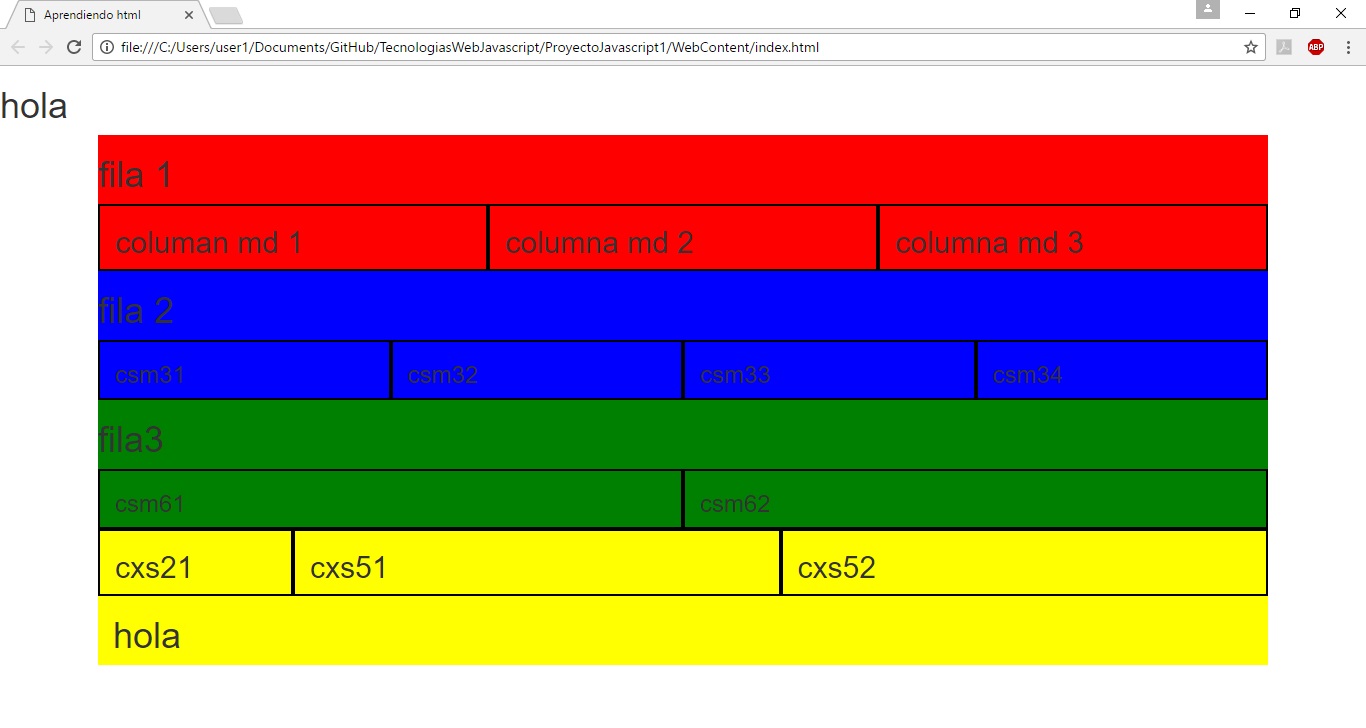 Aprendiendo html
file:///C:/Users/user1/Documents/GitHub/TecnologiasWebJavascript/ProyectoJavascript1/WebContent/index.html
ABP
hola
fila 1
columan md 1 columna md 2 columna md 3
fila 2
csm31 csm32 csm33 csm34
fila3
csm61 csm62
cxs21 cxs51 cxs52
hola